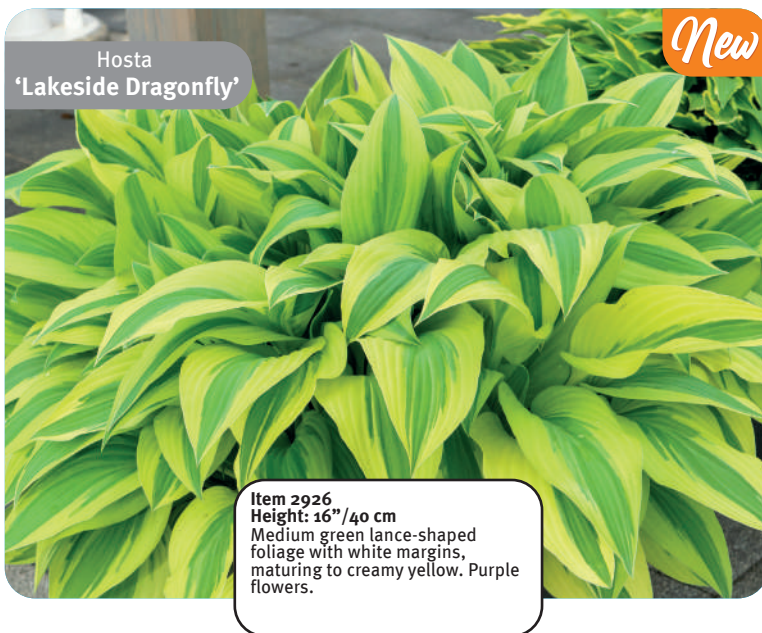 Hosta
‘Lakeside Dragonfly’
New
Item 2926
Height: 16”/40 cm
Medium green lance-shaped
foliage with white margins,
maturing to creamy yellow. Purple
flowers.